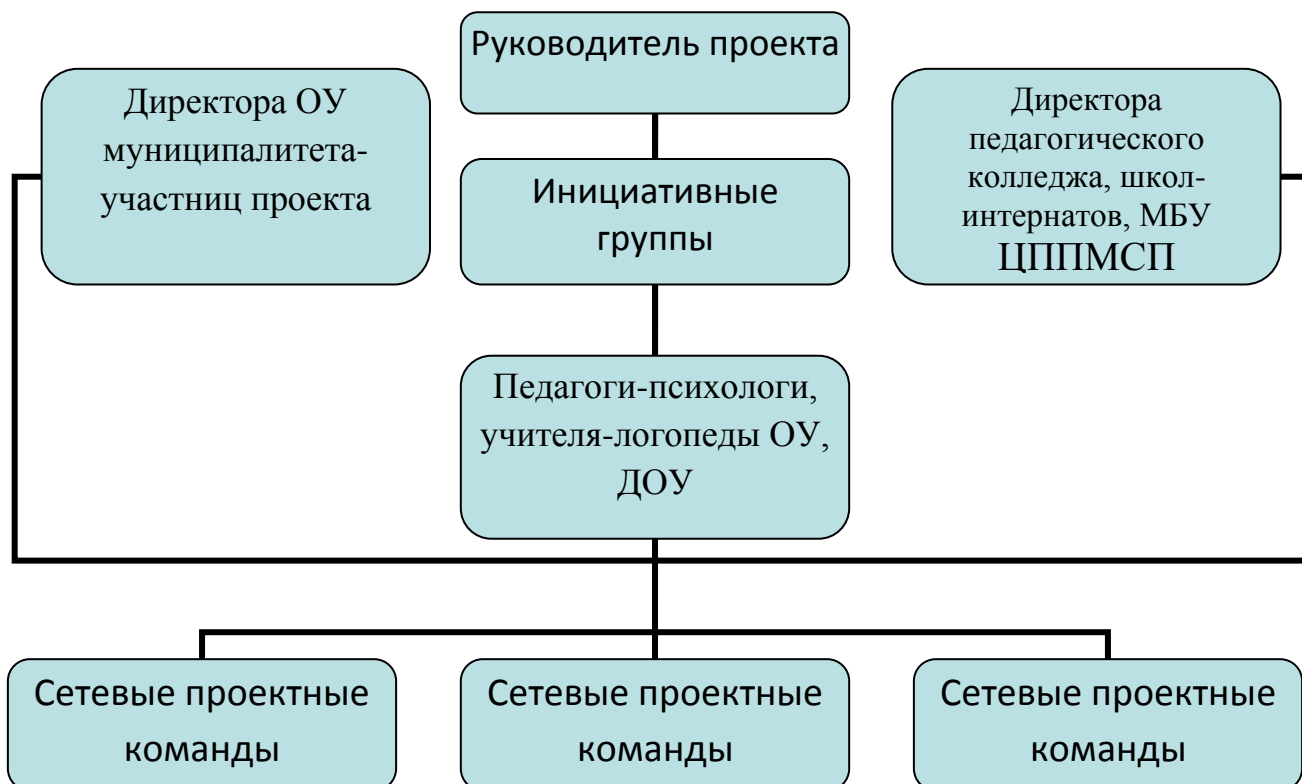 Руководитель проекта
Директора ОУ
муниципалитета-
участниц проекта
Инициативные
группы
Директора
педагогического
колледжа, школ-
интернатов, МБУ
ЦППМСП
Педагоги-психологи,
учителя-логопеды ОУ,
ДОУ
Сетевые проектные
команды
Сетевые проектные
команды
Сетевые проектные
команды